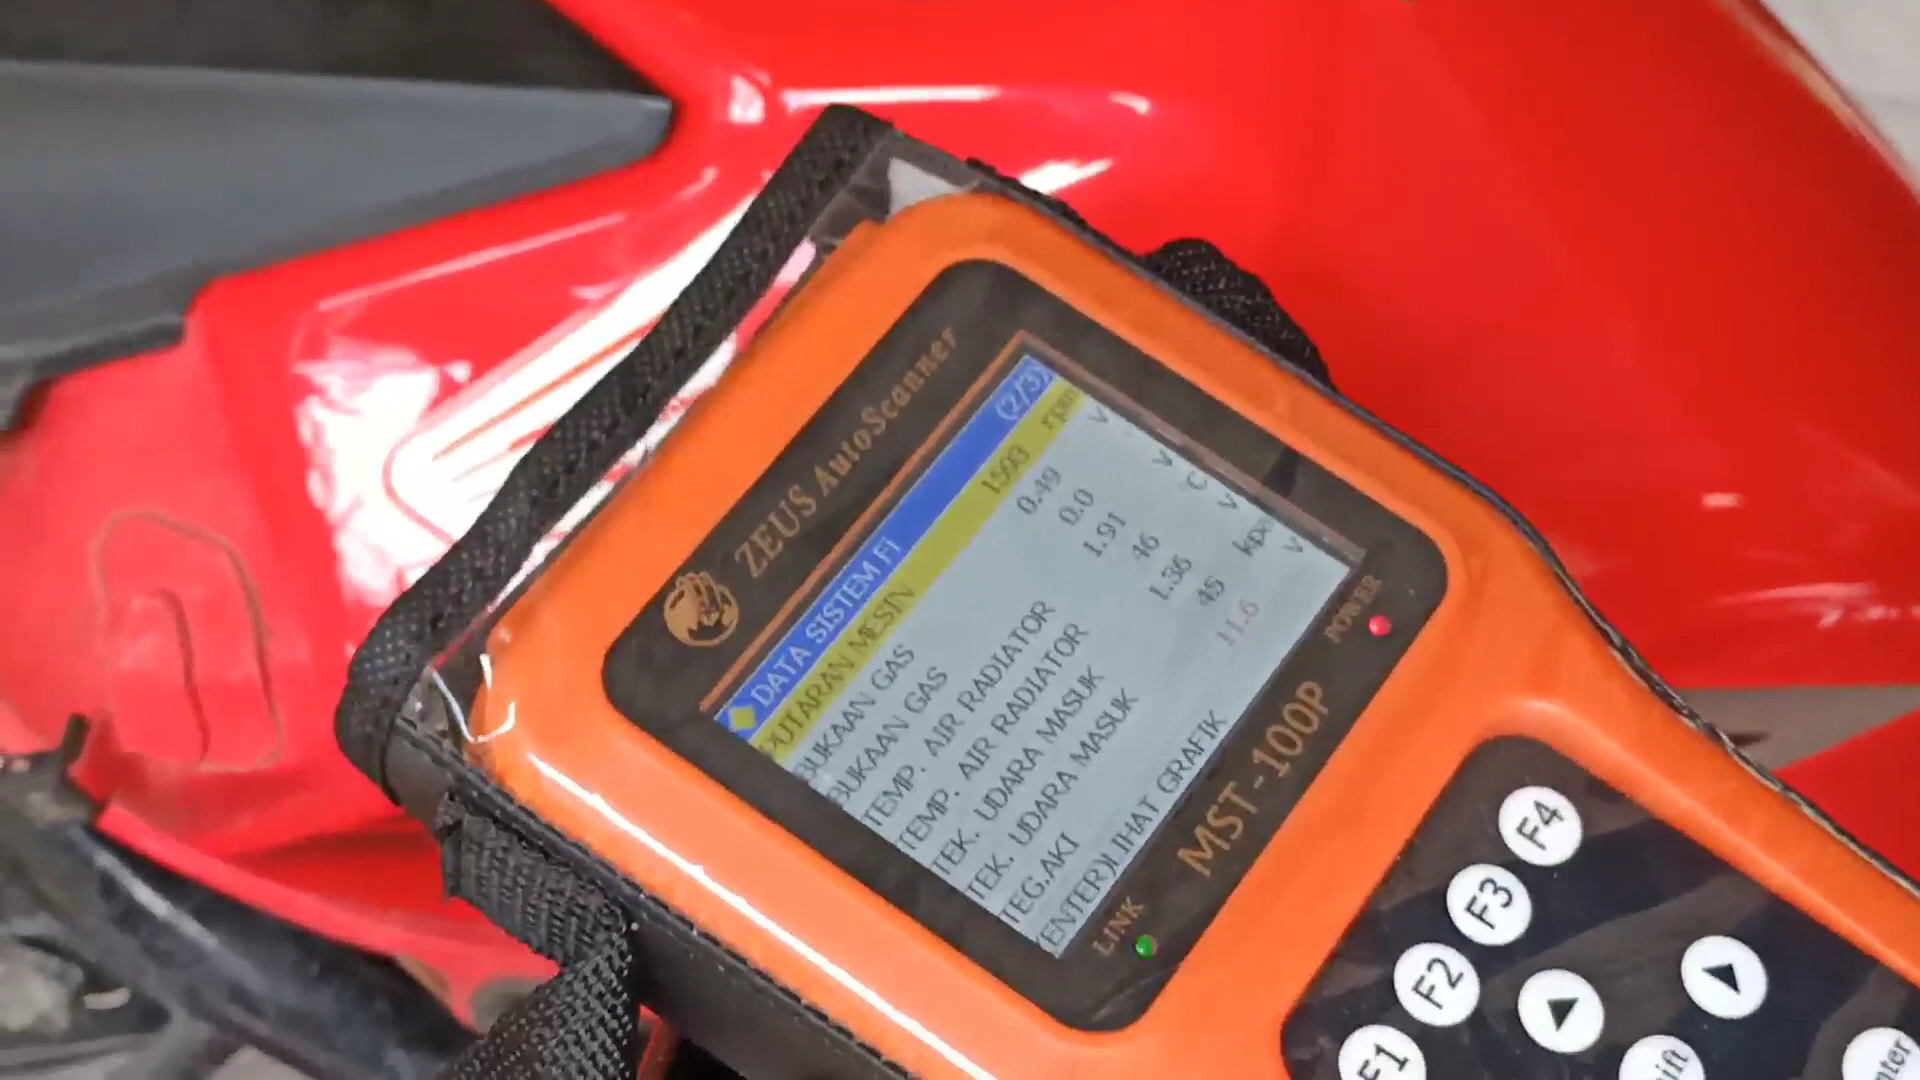 ZEUS AutoScanner
DATA SISTEM Fi (2/3)
PUTARAN MESIN 1593 rpm
BUKAAN GAS 0.49 V
BUKAAN GAS 0.0
TEMP. AIR RADIATOR 1.91 V
TEMP. AIR RADIATOR 46 C
TEK. UDARA MASUK 1.36 V
TEK. UDARA MASUK 45 kpa
TEG.AKI 11.6 V
(ENTER)LIHAT GRAFIK
LINK
MST-100P
POWER
F4
F3
F2
F1